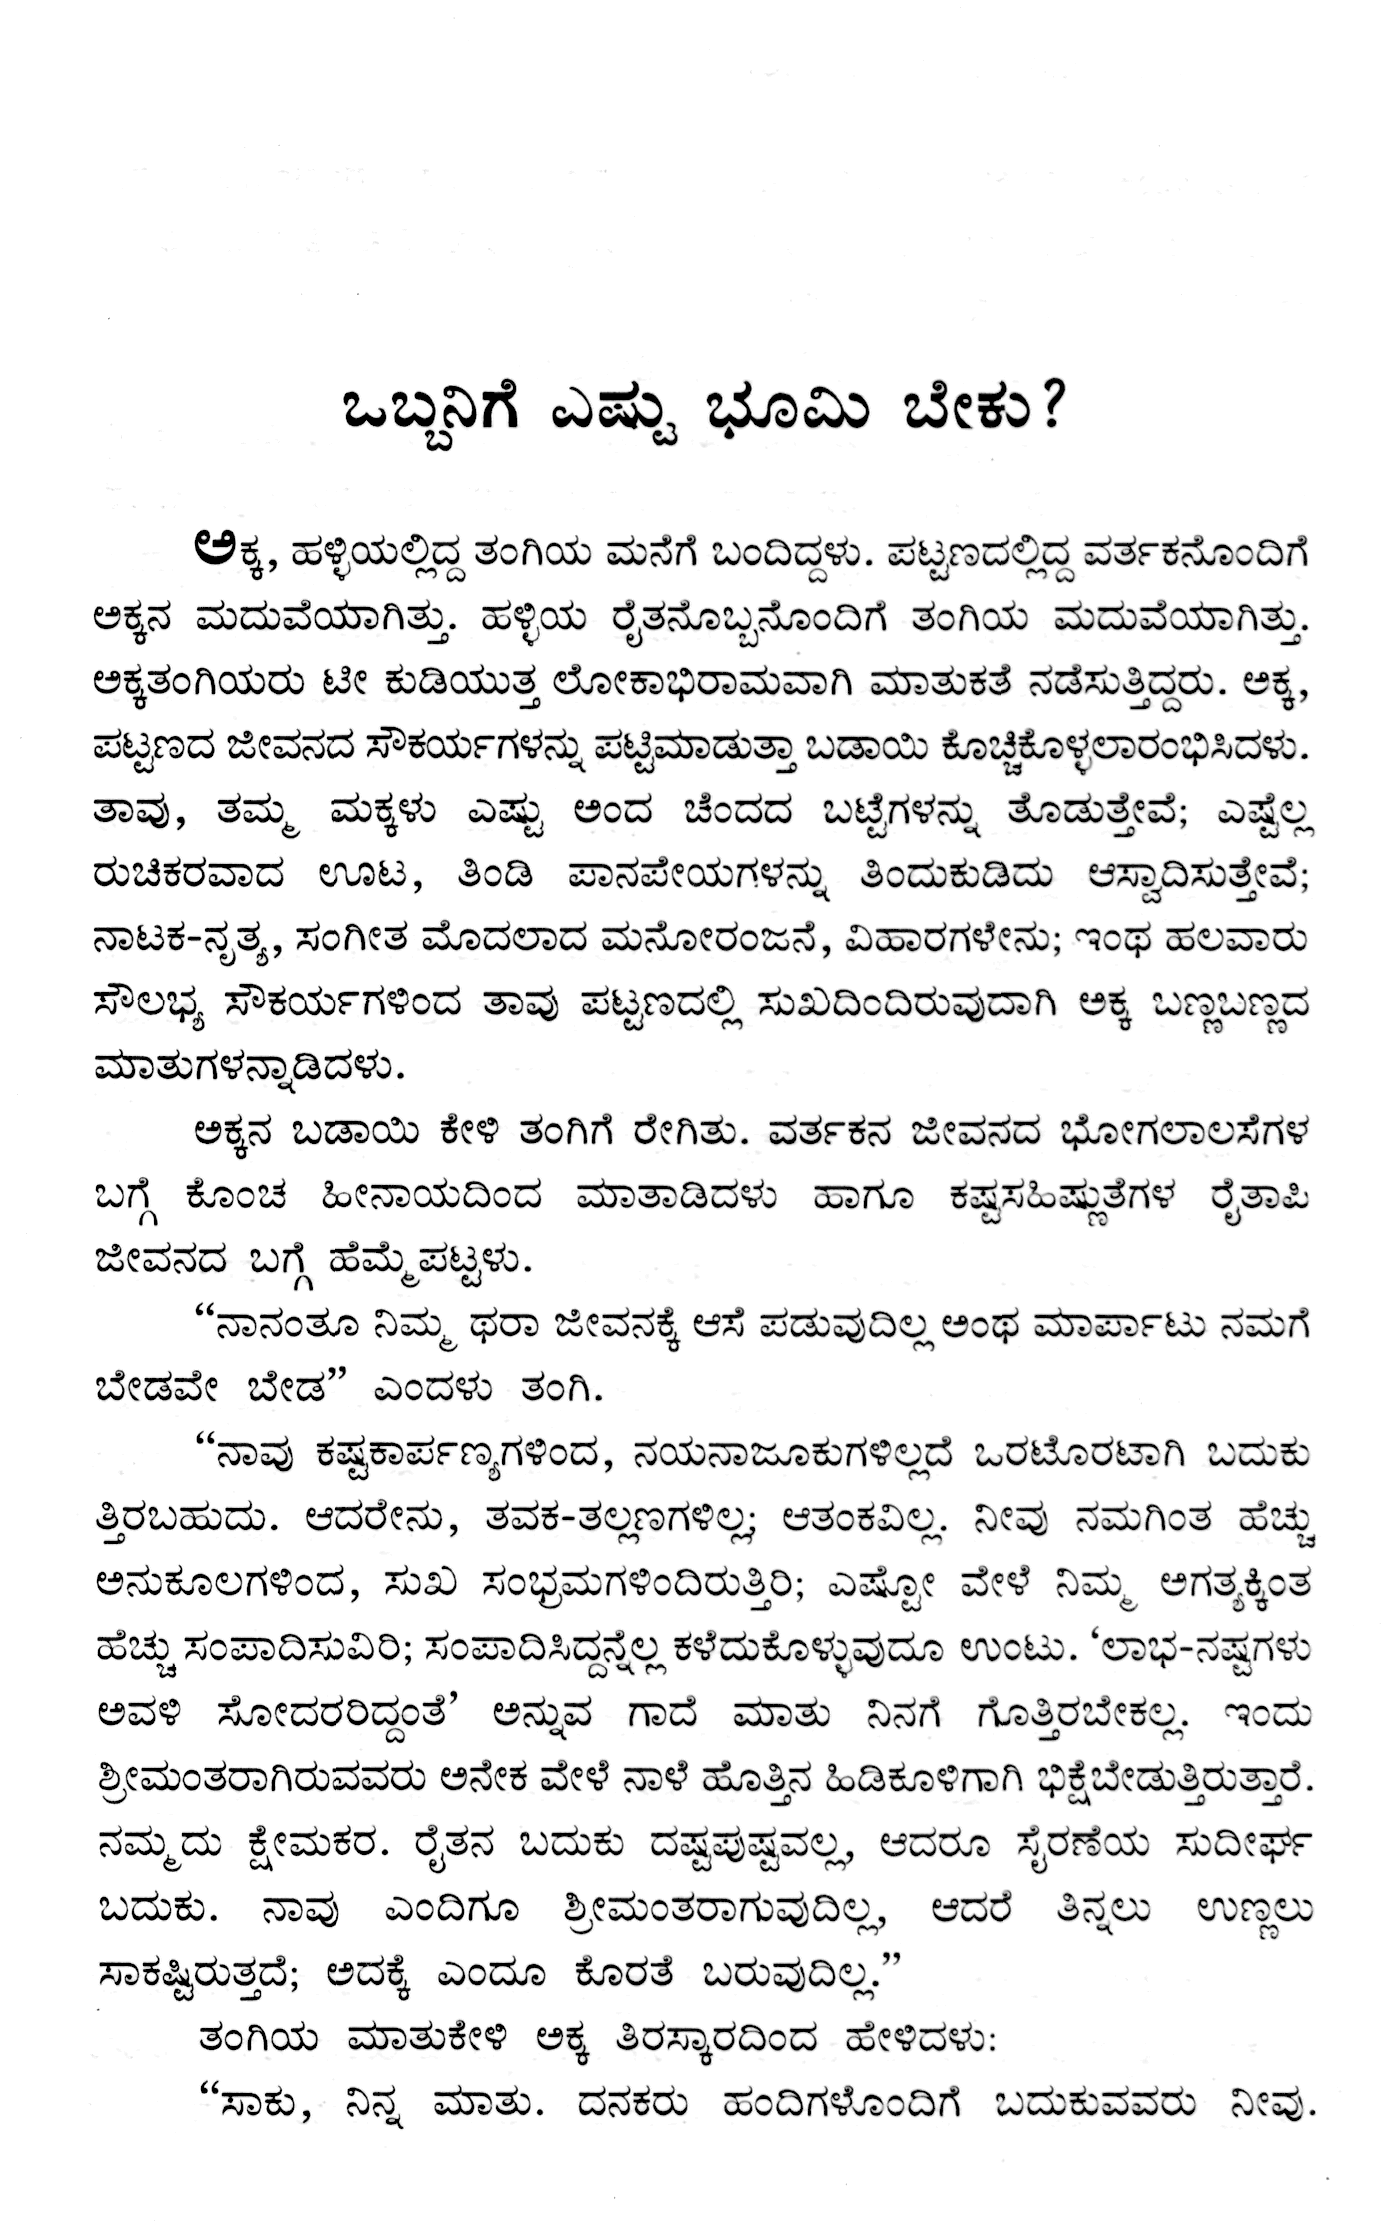 ಒಬ್ಬನಿಗೆ ಎಷ್ಟು ಭೂಮಿ ಬೇಕು?
ಅಕ್ಕ, ಹಳ್ಳಿಯಲ್ಲಿದ್ದ ತಂಗಿಯ ಮನೆಗೆ ಬಂದಿದ್ದಳು. ಪಟ್ಟಣದಲ್ಲಿದ್ದ ವರ್ತಕನೊಂದಿಗೆ
ಅಕ್ಕನ ಮದುವೆಯಾಗಿತ್ತು. ಹಳ್ಳಿಯ ರೈತನೊಬ್ಬನೊಂದಿಗೆ ತಂಗಿಯ ಮದುವೆಯಾಗಿತ್ತು.
ಅಕ್ಕತಂಗಿಯರು ಟೀ ಕುಡಿಯುತ್ತ ಲೋಕಾಭಿರಾಮವಾಗಿ ಮಾತುಕತೆ ನಡೆಸುತ್ತಿದ್ದರು. ಅಕ್ಕ,
ಪಟ್ಟಣದ ಜೀವನದ ಸೌಕರ್ಯಗಳನ್ನು ಪಟ್ಟಿಮಾಡುತ್ತಾ ಬಡಾಯಿ ಕೊಚ್ಚಿಕೊಳ್ಳಲಾರಂಭಿಸಿದಳು.
ತಾವು, ತಮ್ಮ ಮಕ್ಕಳು ಎಷ್ಟು ಅಂದ ಚೆಂದದ ಬಟ್ಟೆಗಳನ್ನು ತೊಡುತ್ತೇವೆ; ಎಷ್ಟೆಲ್ಲ
ರುಚಿಕರವಾದ ಊಟ, ತಿಂಡಿ ಪಾನಪೇಯಗಳನ್ನು ತಿಂದುಕುಡಿದು ಆಸ್ವಾದಿಸುತ್ತೇವೆ;
ನಾಟಕ-ನೃತ್ಯ, ಸಂಗೀತ ಮೊದಲಾದ ಮನೋರಂಜನೆ, ವಿಹಾರಗಳೇನು; ಇಂಥ ಹಲವಾರು
ಸೌಲಭ್ಯ ಸೌಕರ್ಯಗಳಿಂದ ತಾವು ಪಟ್ಟಣದಲ್ಲಿ ಸುಖದಿಂದಿರುವುದಾಗಿ ಅಕ್ಕ ಬಣ್ಣಬಣ್ಣದ
ಮಾತುಗಳನ್ನಾಡಿದಳು.
ಅಕ್ಕನ ಬಡಾಯಿ ಕೇಳಿ ತಂಗಿಗೆ ರೇಗಿತು. ವರ್ತಕನ ಜೀವನದ ಭೋಗಲಾಲಸೆಗಳ
ಬಗ್ಗೆ ಕೊಂಚ ಹೀನಾಯದಿಂದ ಮಾತಾಡಿದಳು ಹಾಗೂ ಕಷ್ಟಸಹಿಷ್ಣುತೆಗಳ ರೈತಾಪಿ
ಜೀವನದ ಬಗ್ಗೆ ಹೆಮ್ಮೆಪಟ್ಟಳು.
“ನಾನಂತೂ ನಿಮ್ಮ ಥರಾ ಜೀವನಕ್ಕೆ ಆಸೆ ಪಡುವುದಿಲ್ಲ ಅಂಥ ಮಾರ್ಪಾಟು ನಮಗೆ
ಬೇಡವೇ ಬೇಡ” ಎಂದಳು ತಂಗಿ.
“ನಾವು ಕಷ್ಟಕಾರ್ಪಣ್ಯಗಳಿಂದ, ನಯನಾಜೂಕುಗಳಿಲ್ಲದೆ ಒರಟೊರಟಾಗಿ ಬದುಕು
ತ್ತಿರಬಹುದು. ಆದರೇನು, ತವಕ-ತಲ್ಲಣಗಳಿಲ್ಲ; ಆತಂಕವಿಲ್ಲ. ನೀವು ನಮಗಿಂತ ಹೆಚ್ಚು
ಅನುಕೂಲಗಳಿಂದ, ಸುಖ ಸಂಭ್ರಮಗಳಿಂದಿರುತ್ತಿರಿ; ಎಷ್ಟೋ ವೇಳೆ ನಿಮ್ಮ ಅಗತ್ಯಕ್ಕಿಂತ
ಹೆಚ್ಚು ಸಂಪಾದಿಸುವಿರಿ; ಸಂಪಾದಿಸಿದ್ದನ್ನೆಲ್ಲ ಕಳೆದುಕೊಳ್ಳುವುದೂ ಉಂಟು. ‘ಲಾಭ-ನಷ್ಟಗಳು
ಅವಳಿ ಸೋದರರಿದ್ದಂತೆ’ ಅನ್ನುವ ಗಾದೆ ಮಾತು ನಿನಗೆ ಗೊತ್ತಿರಬೇಕಲ್ಲ. ಇಂದು
ಶ್ರೀಮಂತರಾಗಿರುವವರು ಅನೇಕ ವೇಳೆ ನಾಳೆ ಹೊತ್ತಿನ ಹಿಡಿಕೂಳಿಗಾಗಿ ಭಿಕ್ಷೆಬೇಡುತ್ತಿರುತ್ತಾರೆ.
ನಮ್ಮದು ಕ್ಷೇಮಕರ. ರೈತನ ಬದುಕು ದಷ್ಟಪುಷ್ಟವಲ್ಲ, ಆದರೂ ಸೈರಣೆಯ ಸುದೀರ್ಘ
ಬದುಕು. ನಾವು ಎಂದಿಗೂ ಶ್ರೀಮಂತರಾಗುವುದಿಲ್ಲ, ಆದರೆ ತಿನ್ನಲು ಉಣ್ಣಲು
ಸಾಕಷ್ಟಿರುತ್ತದೆ; ಅದಕ್ಕೆ ಎಂದೂ ಕೊರತೆ ಬರುವುದಿಲ್ಲ.”
ತಂಗಿಯ ಮಾತುಕೇಳಿ ಅಕ್ಕ ತಿರಸ್ಕಾರದಿಂದ ಹೇಳಿದಳು:
“ಸಾಕು, ನಿನ್ನ ಮಾತು. ದನಕರು ಹಂದಿಗಳೊಂದಿಗೆ ಬದುಕುವವರು ನೀವು.